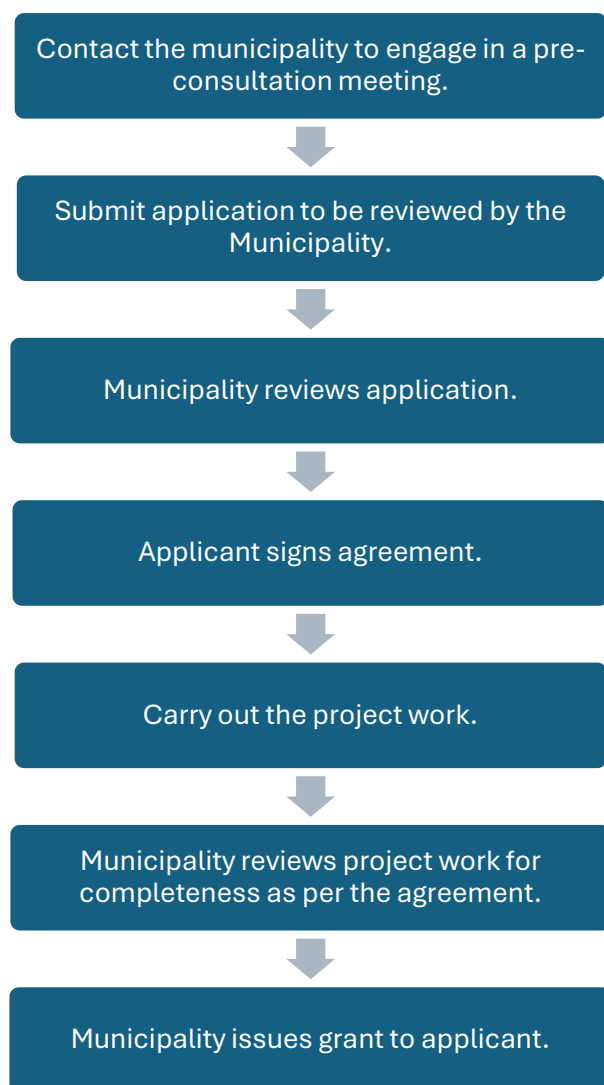 Contact the municipality to engage in a pre-
consultation meeting.
Submit application to be reviewed by the
Municipality.
Municipality reviews application.
Applicant signs agreement.
Carry out the project work.
Municipality reviews project work for
completeness as per the agreement.
Municipality issues grant to applicant.